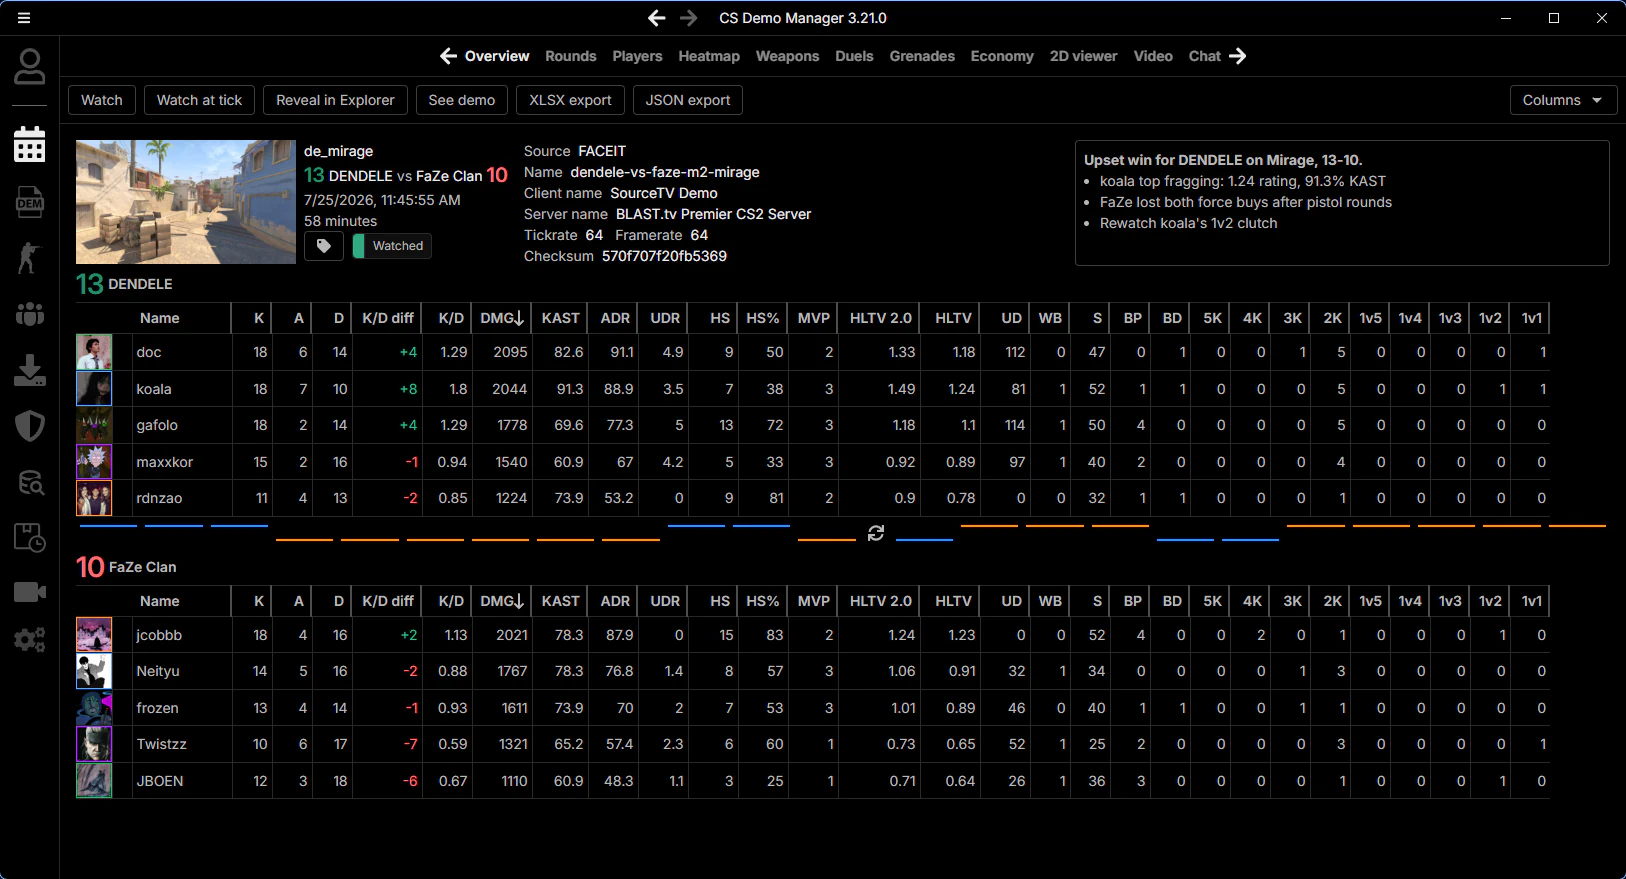 CS Demo Manager 3.21.0
Overview Rounds Players Heatmap Weapons Duels Grenades Economy 2D viewer Video Chat
Watch Watch at tick Reveal in Explorer See demo XLSX export JSON export Columns
DEM
de_mirage
13 DENDELE vs FaZe Clan 10
7/25/2026, 11:45:55 AM
58 minutes
Watched
Source FACEIT
Name dendele-vs-faze-m2-mirage
Client name SourceTV Demo
Server name BLAST.tv Premier CS2 Server
Tickrate 64 Framerate 64
Checksum 570f707f20fb5369
Upset win for DENDELE on Mirage, 13-10.
• koala top fragging: 1.24 rating, 91.3% KAST
• FaZe lost both force buys after pistol rounds
• Rewatch koala's 1v2 clutch
13 DENDELE
Name K A D K/D diff K/D DMG KAST ADR UDR HS HS% MVP HLTV 2.0 HLTV UD WB S BP BD 5K 4K 3K 2K 1v5 1v4 1v3 1v2 1v1
doc 18 6 14 +4 1.29 2095 82.6 91.1 4.9 9 50 2 1.33 1.18 112 0 47 0 1 0 0 1 5 0 0 0 0 1
koala 18 7 10 +8 1.8 2044 91.3 88.9 3.5 7 38 3 1.49 1.24 81 1 52 1 1 0 0 0 5 0 0 0 1 1
gafolo 18 2 14 +4 1.29 1778 69.6 77.3 5 13 72 3 1.18 1.1 114 1 50 4 0 0 0 0 5 0 0 0 0 0
maxxkor 15 2 16 -1 0.94 1540 60.9 67 4.2 5 33 3 0.92 0.89 97 1 40 2 0 0 0 0 4 0 0 0 0 0
rdnzao 11 4 13 -2 0.85 1224 73.9 53.2 0 9 81 2 0.9 0.78 0 0 32 1 1 0 0 0 1 0 0 0 0 0
10 FaZe Clan
Name K A D K/D diff K/D DMG KAST ADR UDR HS HS% MVP HLTV 2.0 HLTV UD WB S BP BD 5K 4K 3K 2K 1v5 1v4 1v3 1v2 1v1
jcobbb 18 4 16 +2 1.13 2021 78.3 87.9 0 15 83 2 1.24 1.23 0 0 52 4 0 0 2 0 1 0 0 0 1 0
Neityu 14 5 16 -2 0.88 1767 78.3 76.8 1.4 8 57 3 1.06 0.91 32 1 34 0 0 0 0 1 3 0 0 0 0 0
frozen 13 4 14 -1 0.93 1611 73.9 70 2 7 53 3 1.01 0.89 46 0 40 1 1 0 0 1 1 0 0 0 0 0
Twistzz 10 6 17 -7 0.59 1321 65.2 57.4 2.3 6 60 1 0.73 0.65 52 1 25 2 0 0 0 0 3 0 0 0 0 1
JBOEN 12 3 18 -6 0.67 1110 60.9 48.3 1.1 3 25 1 0.71 0.64 26 1 36 3 0 0 0 0 1 0 0 0 1 0